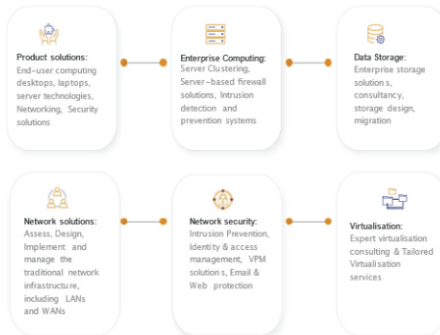 Product solutions:
End-user computing
desktops, laptops,
server technologies,
Networking, Security
solutions
Enterprise Computing:
Server Clustering,
Server-based firewall
solutions, Intrusion
detection and
prevention systems
Data Storage:
Enterprise storage
solutions,
consultancy,
storage design,
migration
Network solutions:
Assess, Design,
Implement and
manage the
traditional network
infrastructure,
including LANs
and WANs
Network security:
Intrusion Prevention,
Identity & access
management, VPM
solutions, Email &
Web protection
Virtualisation:
Expert virtualisation
consulting & Tailored
Virtualisation
services